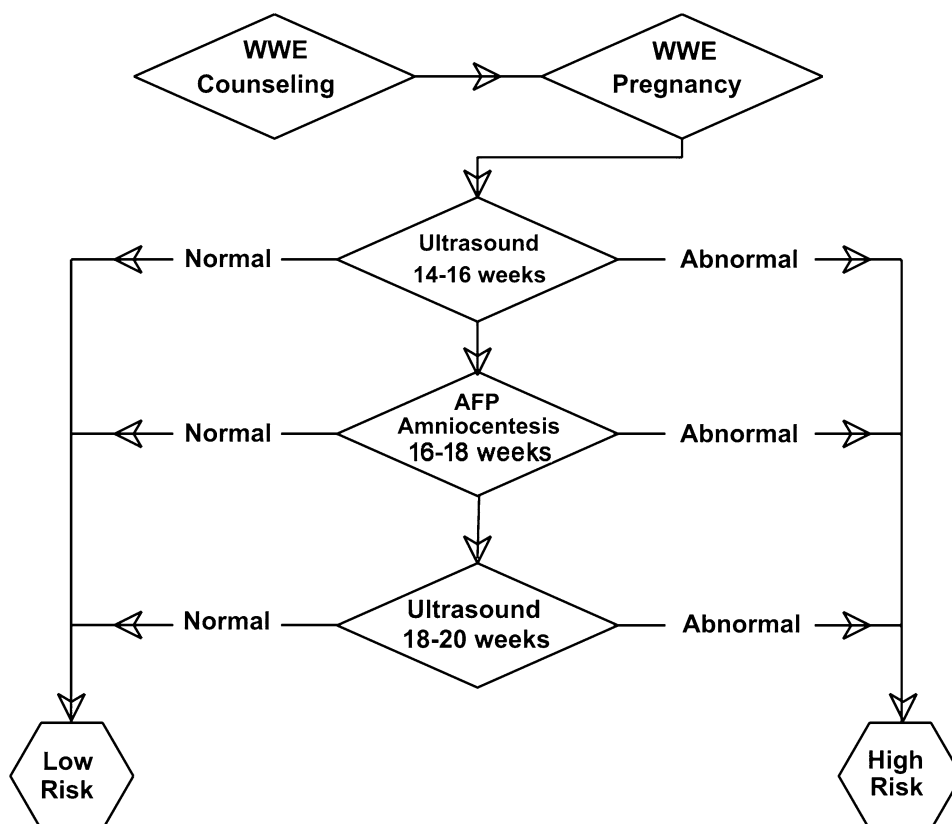 WWE
Counseling
WWE
Pregnancy
Normal
Ultrasound
14-16 weeks
Abnormal
Normal
AFP
Amniocentesis
16-18 weeks
Abnormal
Normal
Ultrasound
18-20 weeks
Abnormal
Low
Risk
High
Risk